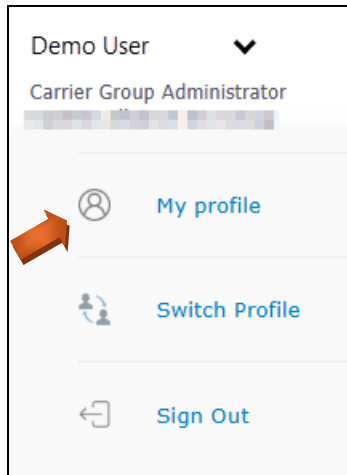 Demo User
Carrier Group Administrator
My profile
Switch Profile
Sign Out